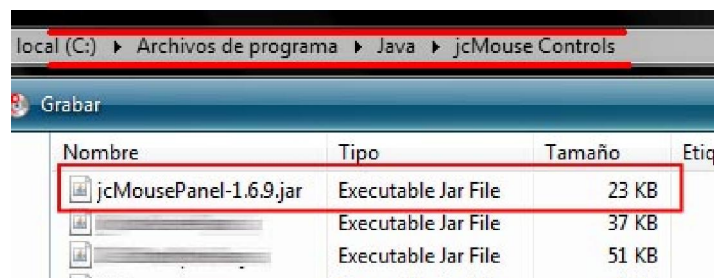 local (C:) ▸ Archivos de programa ▸ Java ▸ jcMouse Controls
Grabar
Nombre Tipo Tamaño Etiq
jcMousePanel-1.6.9.jar Executable Jar File 23 KB
Executable Jar File 37 KB
Executable Jar File 51 KB